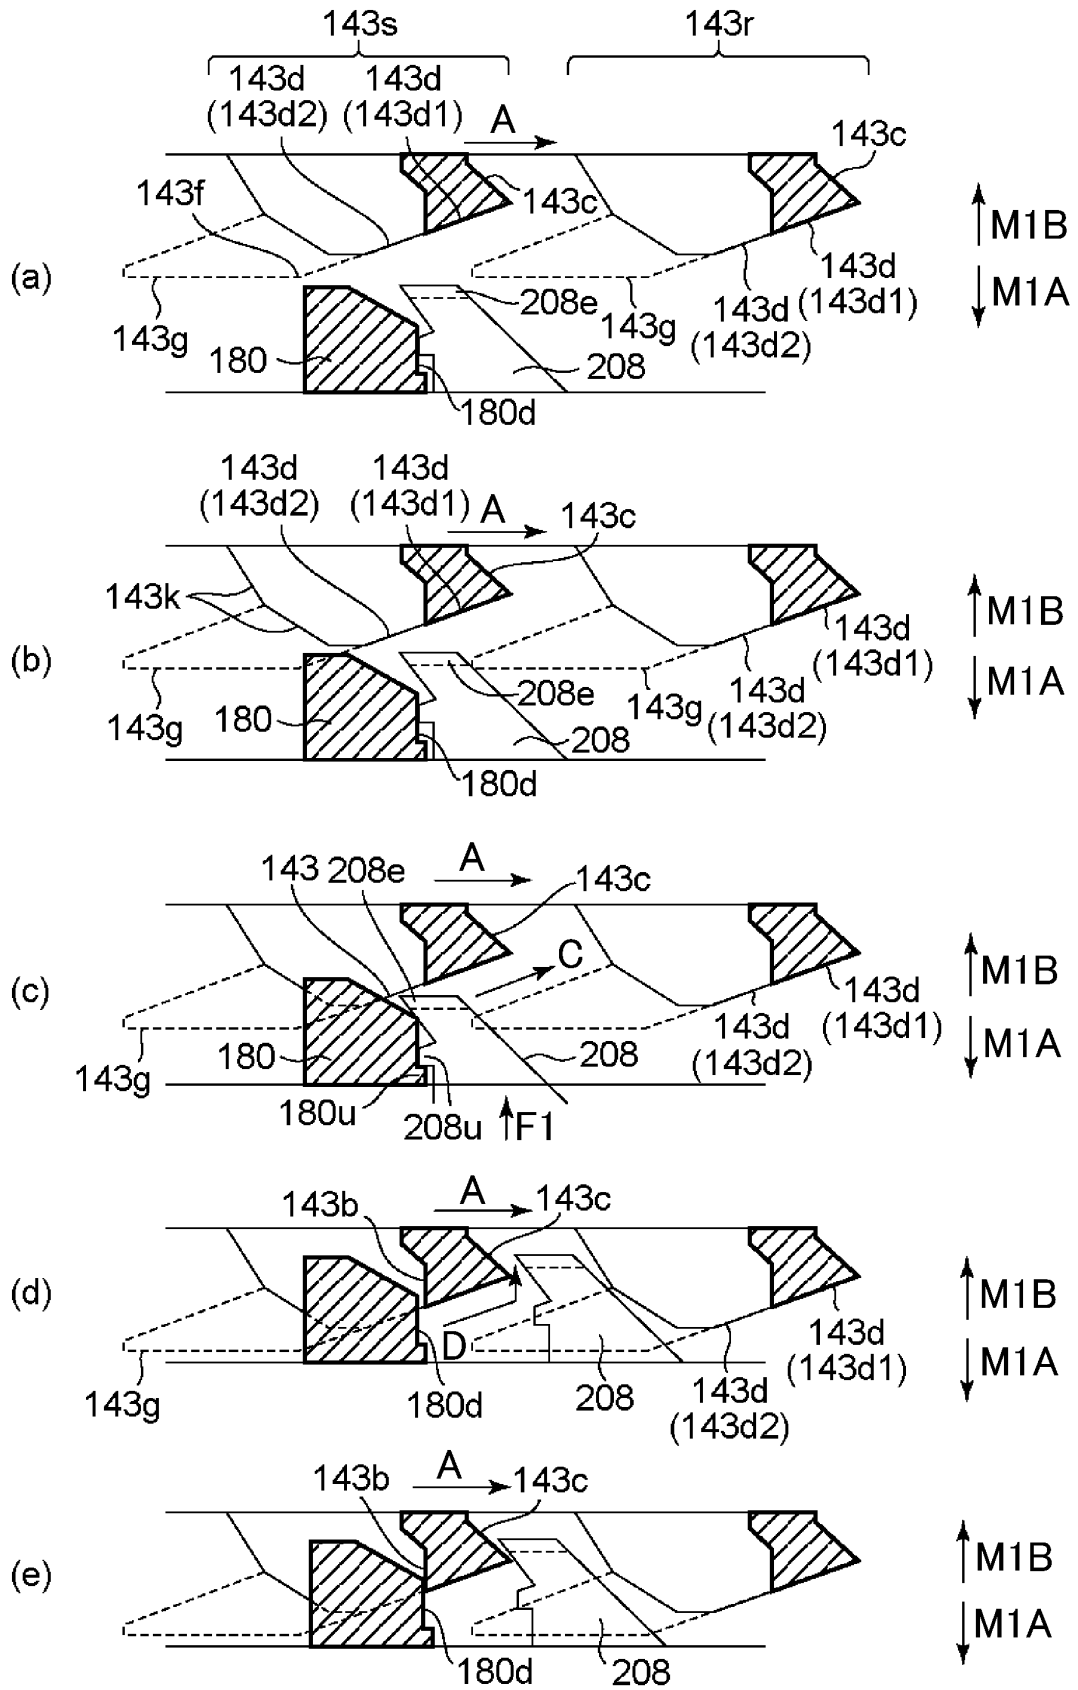 143s 143r
143d 143d
(143d2) (143d1) A
143c
143f 143c
M1B
(a)
M1A
208e 143d
143g 143g 143d (143d1)
180 (143d2)
208
180d
143d 143d
(143d2) (143d1) A
143c
143k
M1B
143d
(b) (143d1)
M1A
208e 143d
180 143g (143d2)
143g
208
180d
143 208e A
143c
C
M1B
(c)
143d
143d (143d1)
180 208 (143d2) M1A
143g
180u 208u F1
143b A 143c
M1B
(d)
D 143d
M1A
(143d1)
143g 180d 208 143d
(143d2)
143b A 143c
M1B
(e)
M1A
180d 208